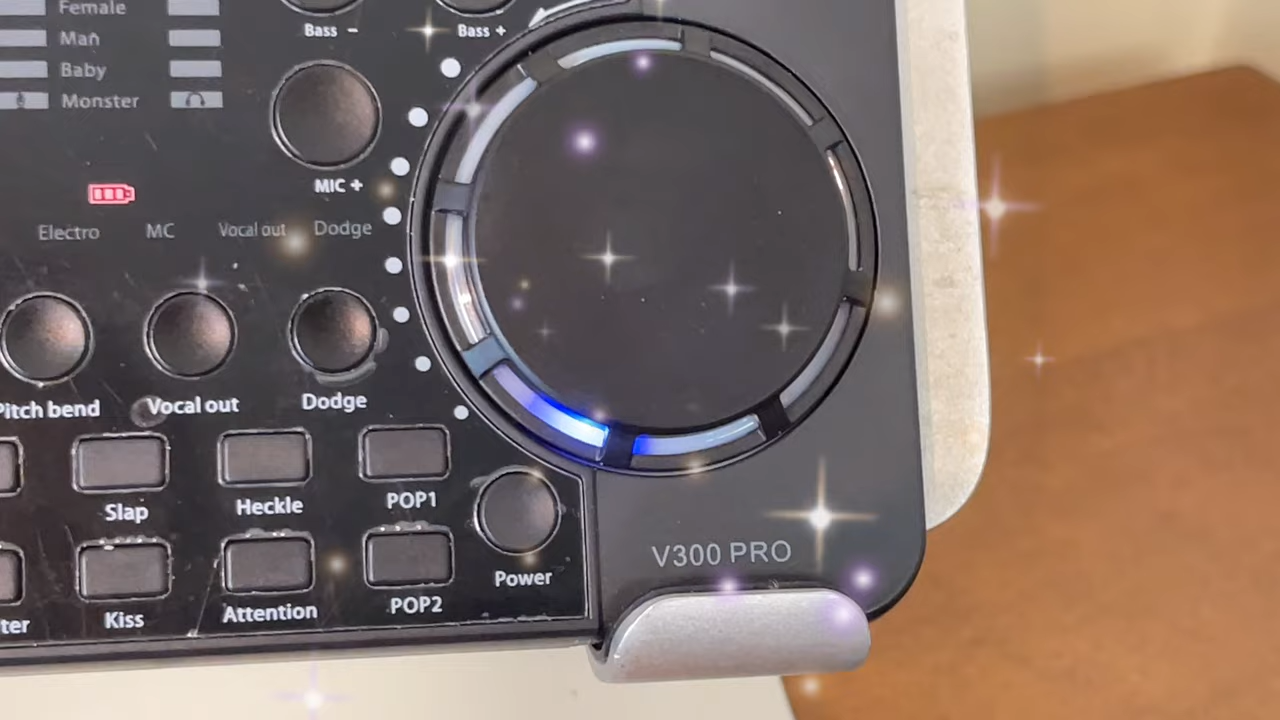 Female
Man
Baby
Monster
Bass −
Bass +
MIC +
Electro MC Vocal out Dodge
Pitch bend Vocal out Dodge
Slap Heckle POP1
ter Kiss Attention POP2
Power
V300 PRO